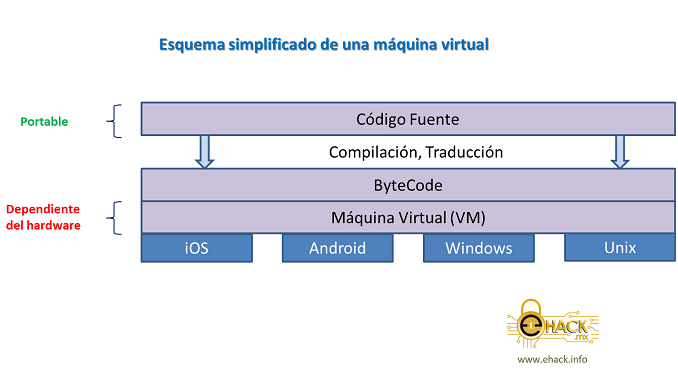 Esquema simplificado de una máquina virtual
Portable
Código Fuente
Compilación, Traducción
ByteCode
Dependiente
del hardware
Máquina Virtual (VM)
iOS
Android
Windows
Unix
eHACK
.mx
www.ehack.info